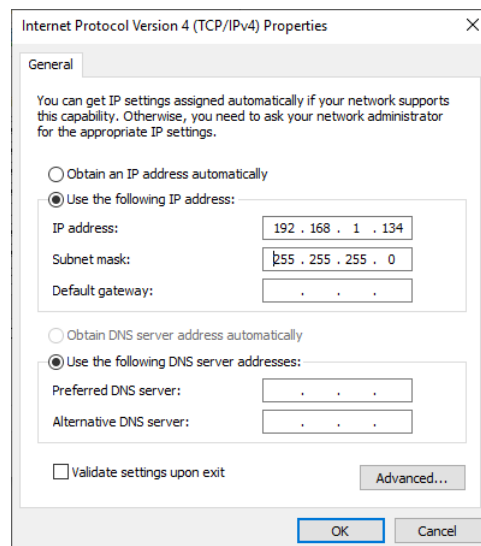 Internet Protocol Version 4 (TCP/IPv4) Properties
General
You can get IP settings assigned automatically if your network supports
this capability. Otherwise, you need to ask your network administrator
for the appropriate IP settings.
Obtain an IP address automatically
Use the following IP address:
IP address: 192 . 168 . 1 . 134
Subnet mask: 255 . 255 . 255 . 0
Default gateway: . . .
Obtain DNS server address automatically
Use the following DNS server addresses:
Preferred DNS server: . . .
Alternative DNS server: . . .
Validate settings upon exit
Advanced...
OK Cancel